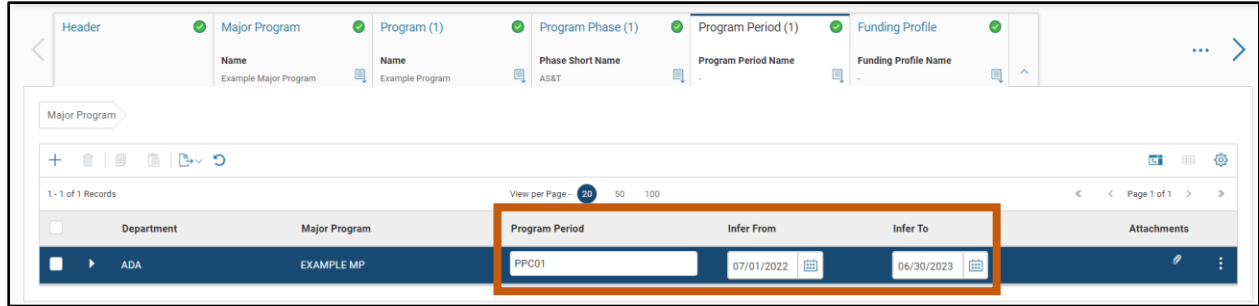 Header Major Program Program (1) Program Phase (1) Program Period (1) Funding Profile
Name Name Phase Short Name Program Period Name Funding Profile Name
Example Major Program Example Program AS&T - -
Major Program
1 - 1 of 1 Records View per Page - 20 50 100 Page 1 of 1
Department Major Program Program Period Infer From Infer To Attachments
ADA EXAMPLE MP PPC01 07/01/2022 06/30/2023